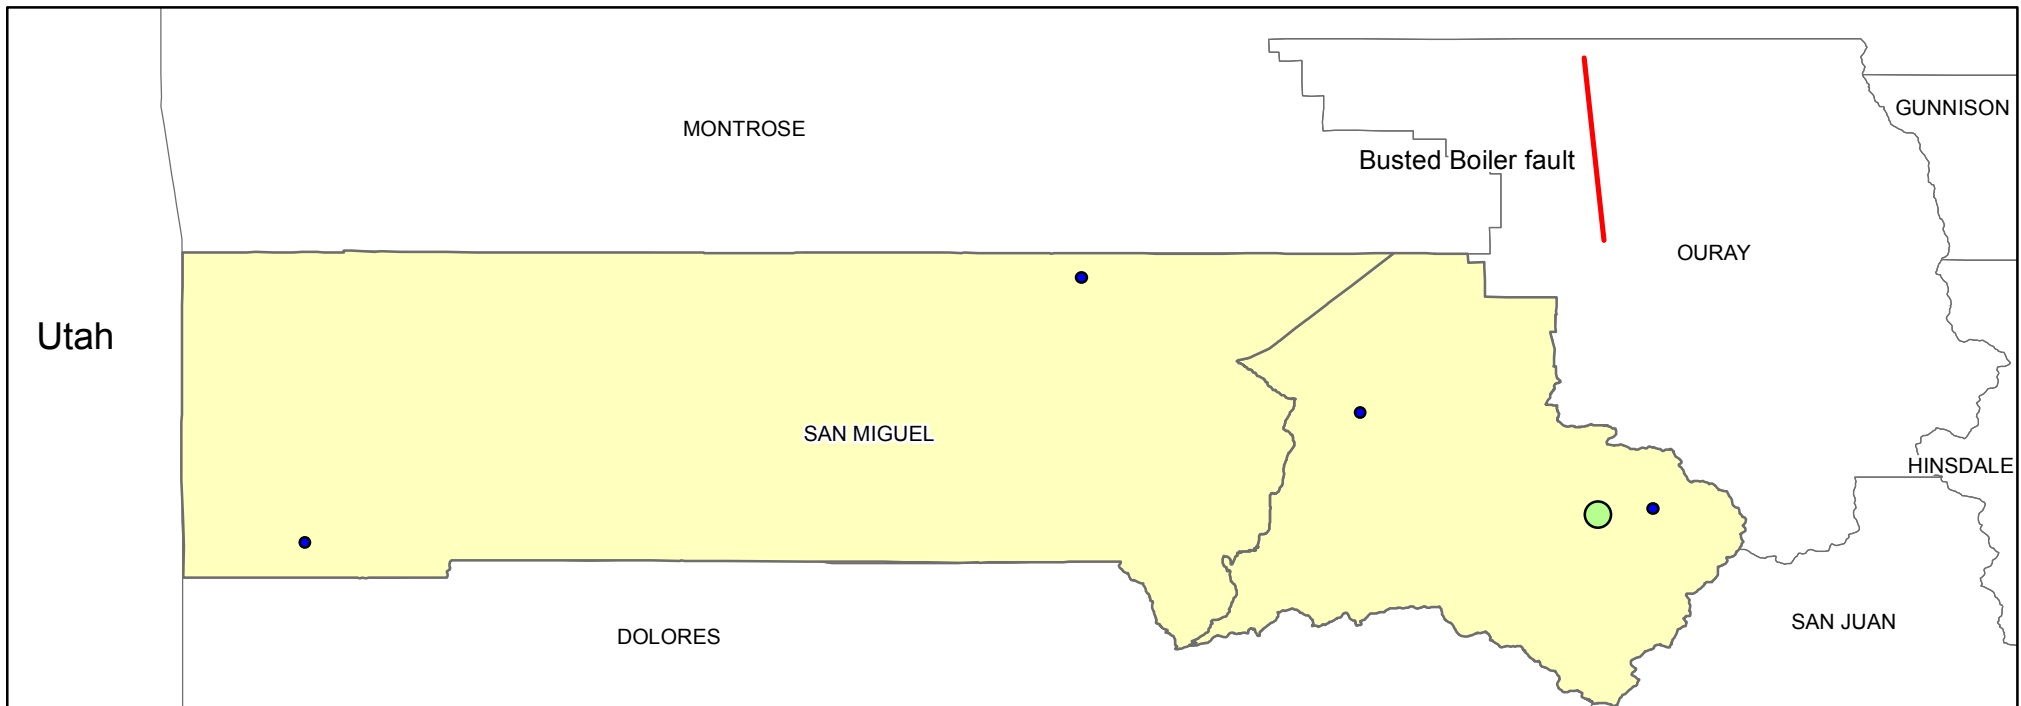 MONTROSE
GUNNISON
Busted Boiler fault
OURAY
Utah
SAN MIGUEL
HINSDALE
SAN JUAN
DOLORES